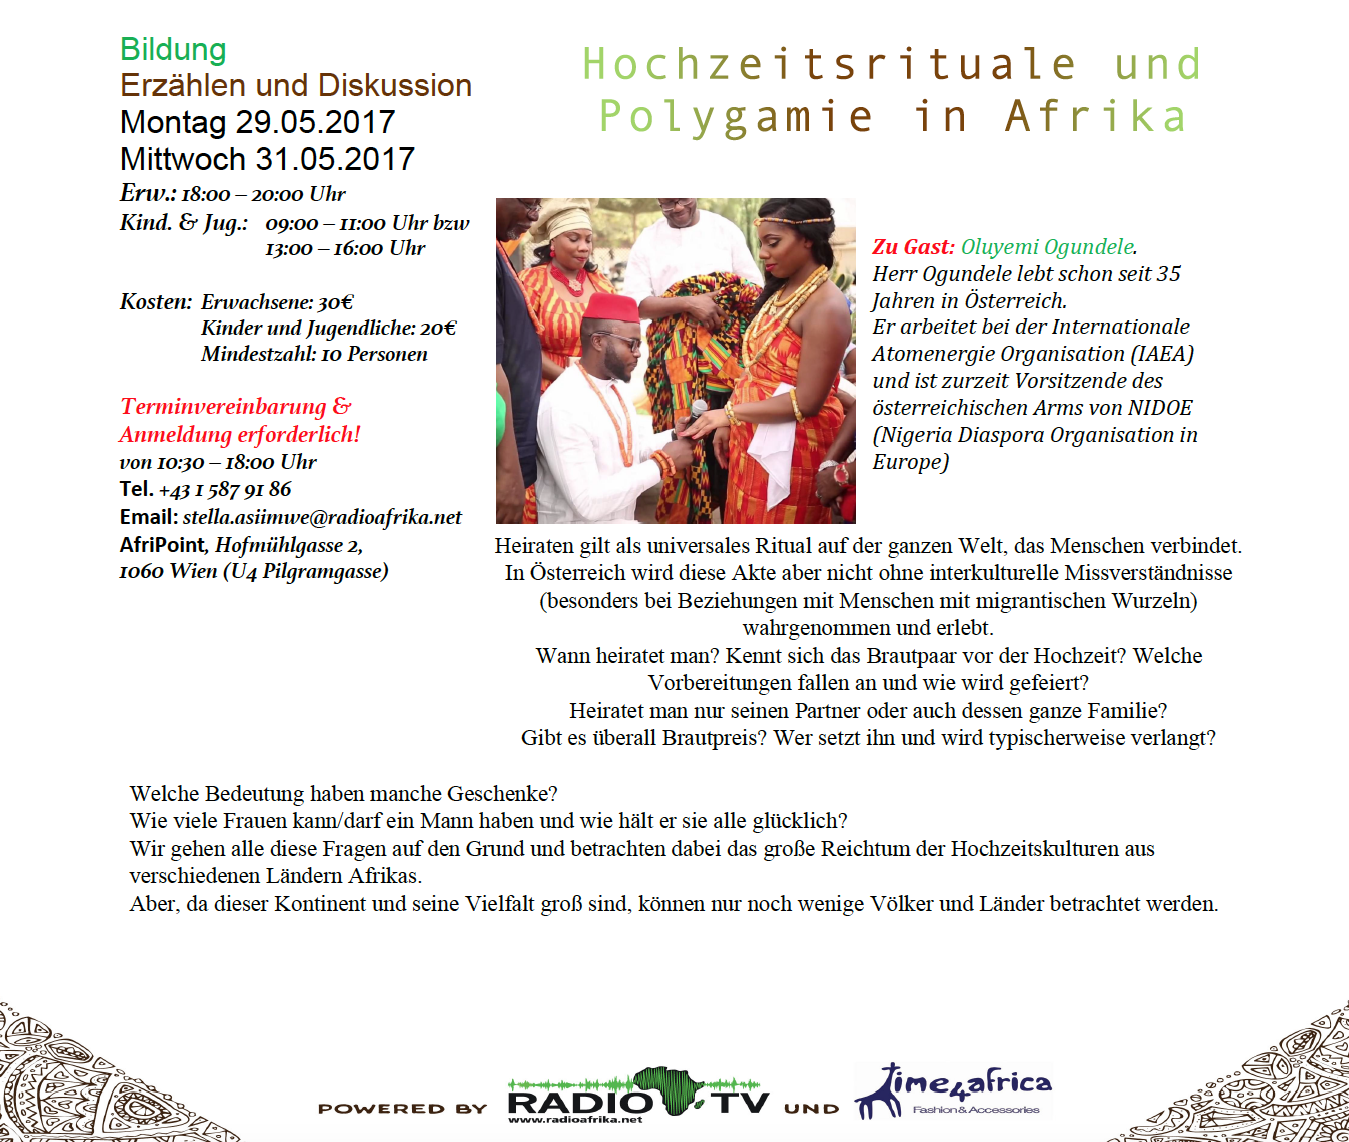 Bildung
Erzählen und Diskussion
Montag 29.05.2017
Mittwoch 31.05.2017
Erw.: 18:00 – 20:00 Uhr
Kind. & Jug.: 09:00 – 11:00 Uhr bzw
13:00 – 16:00 Uhr
Kosten: Erwachsene: 30€
Kinder und Jugendliche: 20€
Mindestzahl: 10 Personen
Terminvereinbarung &
Anmeldung erforderlich!
von 10:30 – 18:00 Uhr
Tel. +43 1 587 91 86
Email: stella.asiimwe@radioafrika.net
AfriPoint, Hofmühlgasse 2,
1060 Wien (U4 Pilgramgasse)
Hochzeitsrituale und
Polygamie in Afrika
Zu Gast: Oluyemi Ogundele.
Herr Ogundele lebt schon seit 35
Jahren in Österreich.
Er arbeitet bei der Internationale
Atomenergie Organisation (IAEA)
und ist zurzeit Vorsitzende des
österreichischen Arms von NIDOE
(Nigeria Diaspora Organisation in
Europe)
Heiraten gilt als universales Ritual auf der ganzen Welt, das Menschen verbindet.
In Österreich wird diese Akte aber nicht ohne interkulturelle Missverständnisse
(besonders bei Beziehungen mit Menschen mit migrantischen Wurzeln)
wahrgenommen und erlebt.
Wann heiratet man? Kennt sich das Brautpaar vor der Hochzeit? Welche
Vorbereitungen fallen an und wie wird gefeiert?
Heiratet man nur seinen Partner oder auch dessen ganze Familie?
Gibt es überall Brautpreis? Wer setzt ihn und wird typischerweise verlangt?
Welche Bedeutung haben manche Geschenke?
Wie viele Frauen kann/darf ein Mann haben und wie hält er sie alle glücklich?
Wir gehen alle diese Fragen auf den Grund und betrachten dabei das große Reichtum der Hochzeitskulturen aus
verschiedenen Ländern Afrikas.
Aber, da dieser Kontinent und seine Vielfalt groß sind, können nur noch wenige Völker und Länder betrachtet werden.
POWERED BY
RADIO TV
www.radioafrika.net
UND
Time4africa
Fashion & Accessories